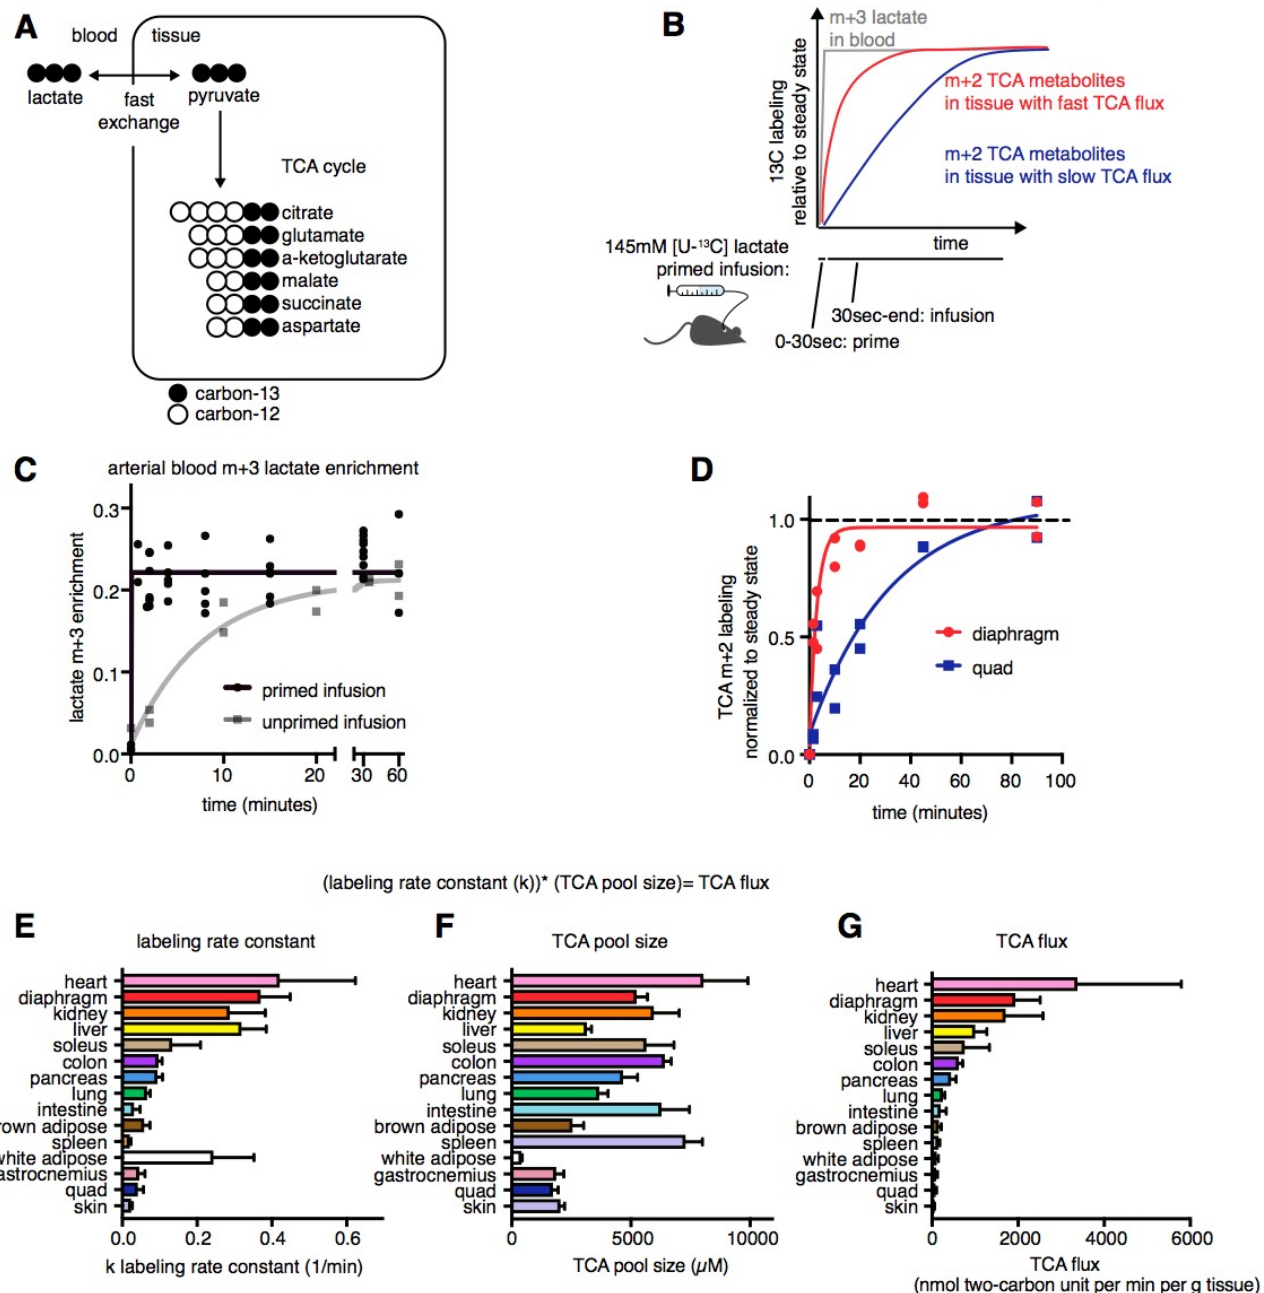 A
blood
tissue
lactate
fast
exchange
pyruvate
TCA cycle
citrate
glutamate
a-ketoglutarate
malate
succinate
aspartate
carbon-13
carbon-12
B
13C labeling
relative to steady state
m+3 lactate
in blood
m+2 TCA metabolites
in tissue with fast TCA flux
m+2 TCA metabolites
in tissue with slow TCA flux
time
145mM [U-¹³C] lactate
primed infusion:
30sec-end: infusion
0-30sec: prime
C
arterial blood m+3 lactate enrichment
lactate m+3 enrichment
0.3
0.2
0.1
0.0
primed infusion
unprimed infusion
0 10 20 30 60
time (minutes)
D
TCA m+2 labeling
normalized to steady state
1.0
0.5
0.0
diaphragm
quad
0 20 40 60 80 100
time (minutes)
(labeling rate constant (k))* (TCA pool size)= TCA flux
E
labeling rate constant
heart
diaphragm
kidney
liver
soleus
colon
pancreas
lung
intestine
rown adipose
spleen
white adipose
astrocnemius
quad
skin
0.0 0.2 0.4 0.6
k labeling rate constant (1/min)
F
TCA pool size
heart
diaphragm
kidney
liver
soleus
colon
pancreas
lung
intestine
brown adipose
spleen
white adipose
gastrocnemius
quad
skin
0 5000 10000
TCA pool size (µM)
G
TCA flux
heart
diaphragm
kidney
liver
soleus
colon
pancreas
lung
intestine
brown adipose
spleen
white adipose
gastrocnemius
quad
skin
0 2000 4000 6000
TCA flux
(nmol two-carbon unit per min per g tissue)